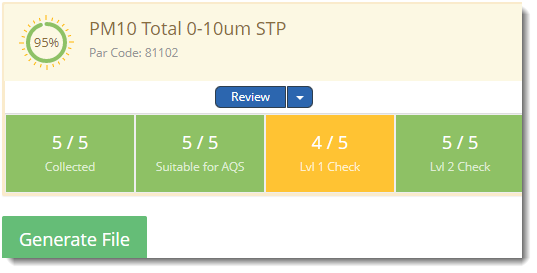 95%
PM10 Total 0-10um STP
Par Code: 81102
Review
5 / 5
Collected
5 / 5
Suitable for AQS
4 / 5
Lvl 1 Check
5 / 5
Lvl 2 Check
Generate File